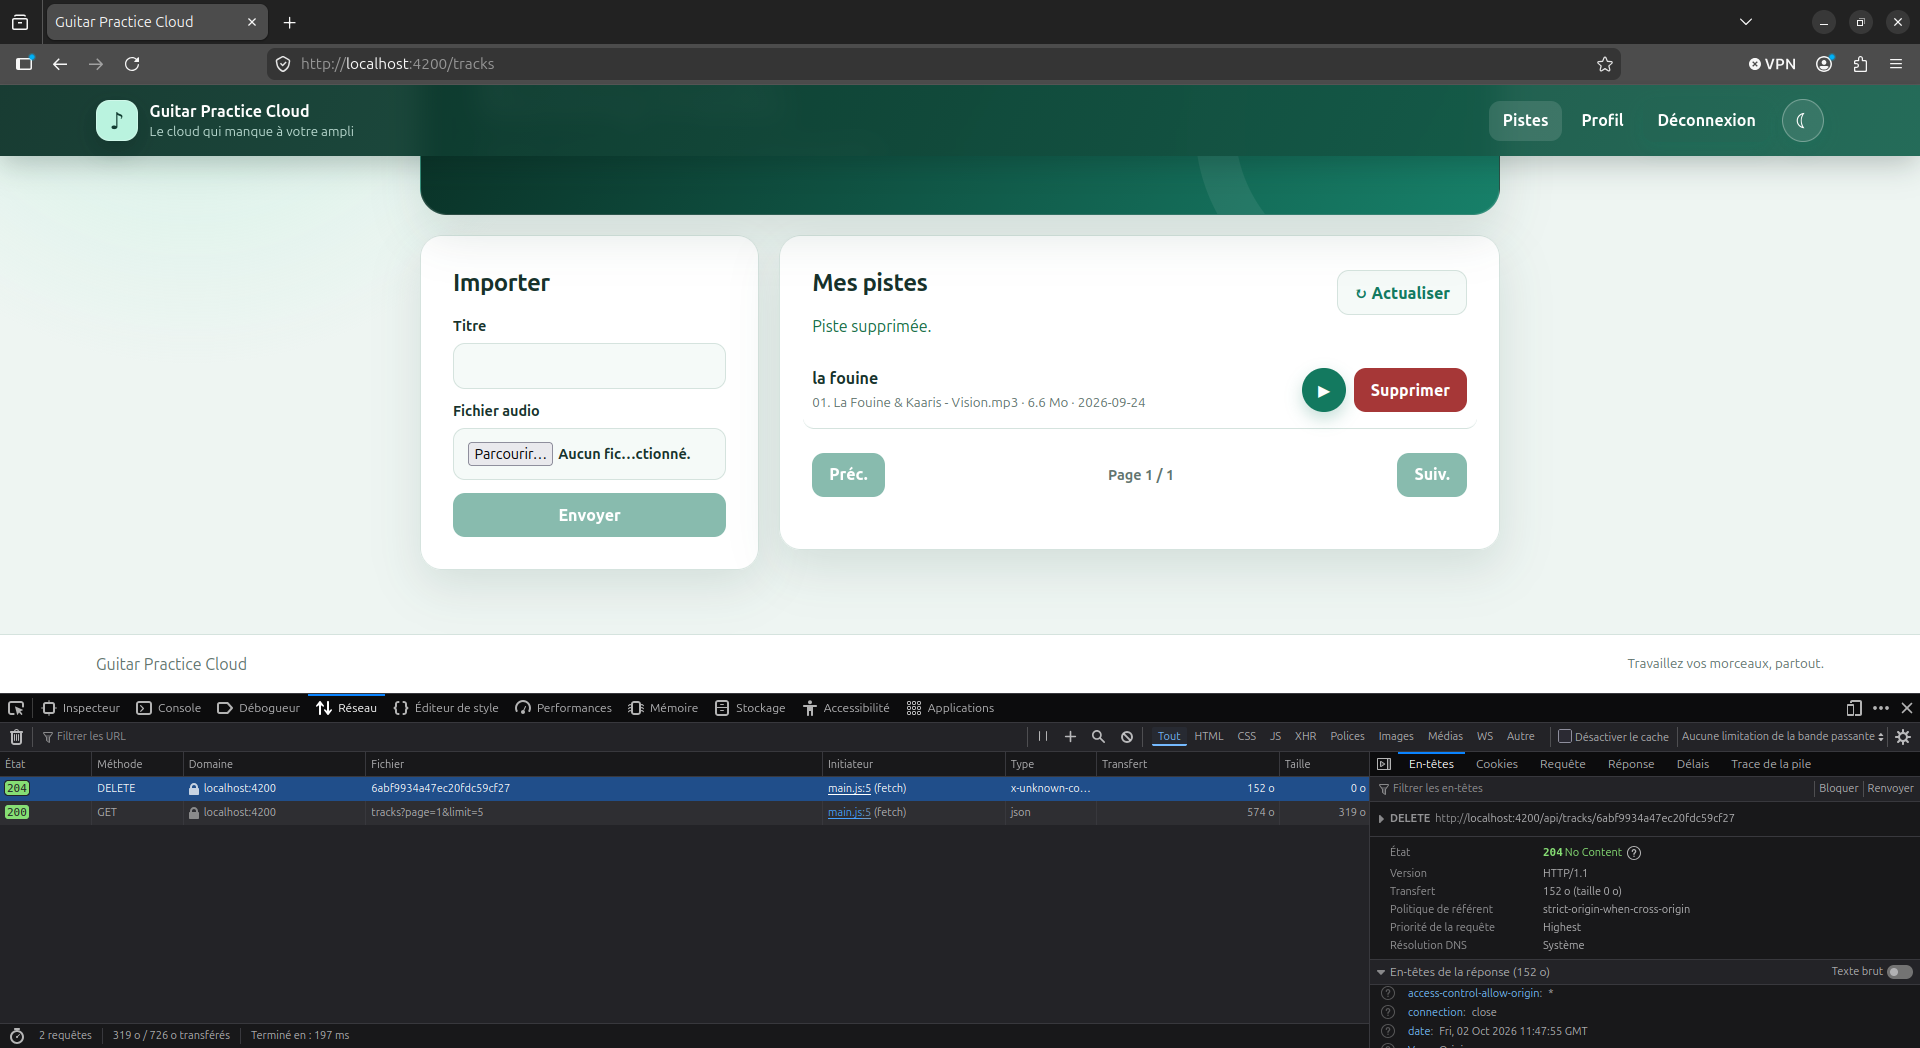 Guitar Practice Cloud
http://localhost:4200/tracks
VPN
Guitar Practice Cloud
Le cloud qui manque à votre ampli
Pistes
Profil
Déconnexion
Importer
Titre
Fichier audio
Parcourir… Aucun fic…ctionné.
Envoyer
Mes pistes
↻ Actualiser
Piste supprimée.
la fouine
01. La Fouine & Kaaris - Vision.mp3 · 6.6 Mo · 2026-09-24
Supprimer
Préc.
Page 1 / 1
Suiv.
Guitar Practice Cloud
Travaillez vos morceaux, partout.
Inspecteur Console Débogueur Réseau Éditeur de style Performances Mémoire Stockage Accessibilité Applications
Filtrer les URL
Tout HTML CSS JS XHR Polices Images Médias WS Autre
Désactiver le cache
Aucune limitation de la bande passante
État Méthode Domaine Fichier Initiateur Type Transfert Taille
204 DELETE localhost:4200 6abf9934a47ec20fdc59cf27 main.js:5 (fetch) x-unknown-co… 152 o 0 o
200 GET localhost:4200 tracks?page=1&limit=5 main.js:5 (fetch) json 574 o 319 o
En-têtes Cookies Requête Réponse Délais Trace de la pile
Filtrer les en-têtes
Bloquer Renvoyer
DELETE http://localhost:4200/api/tracks/6abf9934a47ec20fdc59cf27
État 204 No Content
Version HTTP/1.1
Transfert 152 o (taille 0 o)
Politique de référent strict-origin-when-cross-origin
Priorité de la requête Highest
Résolution DNS Système
En-têtes de la réponse (152 o)
Texte brut
access-control-allow-origin: *
connection: close
date: Fri, 02 Oct 2026 11:47:55 GMT
2 requêtes 319 o / 726 o transférés Terminé en : 197 ms